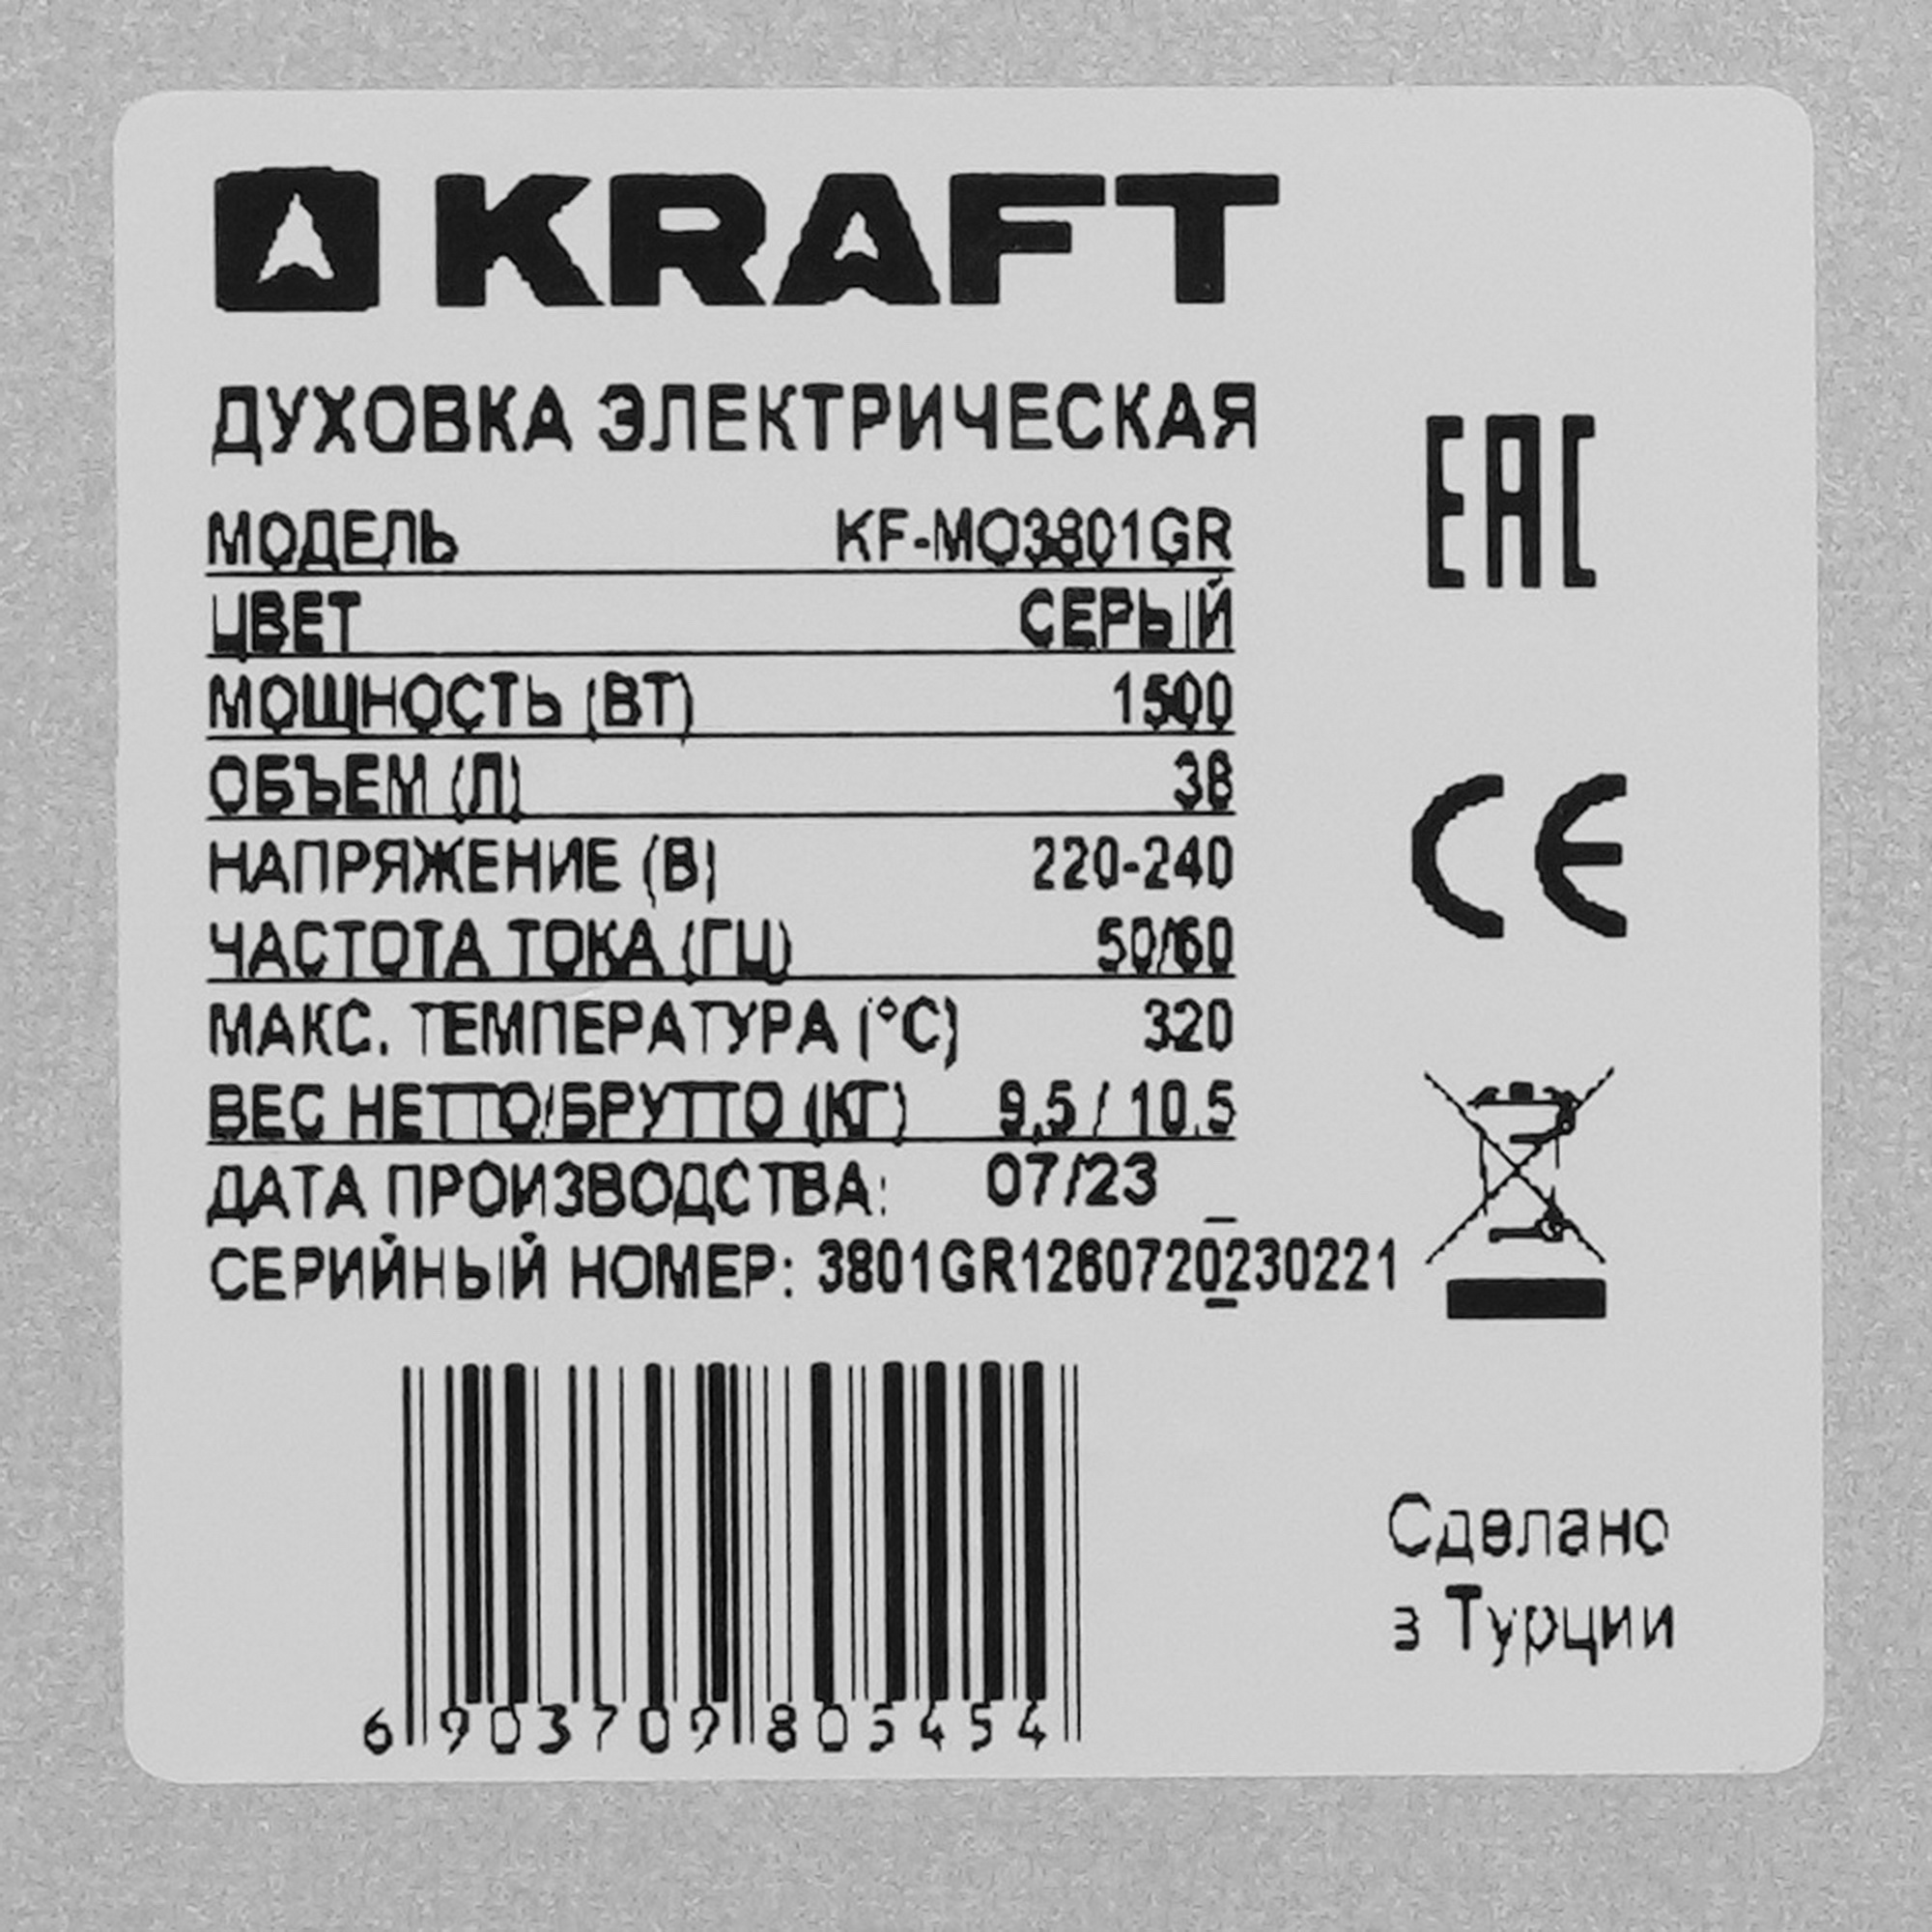 KRAFT
ДУХОВКА ЭЛЕКТРИЧЕСКАЯ
МОДЕЛЬ KF-MO3801GR
ЦВЕТ СЕРЫЙ
МОЩНОСТЬ (ВТ) 1500
ОБЪЕМ (Л) 38
НАПРЯЖЕНИЕ (В) 220-240
ЧАСТОТА ТОКА (ГЦ) 50/60
МАКС. ТЕМПЕРАТУРА (°С) 320
ВЕС НЕТТО/БРУТТО (КГ) 9,5 / 10,5
ДАТА ПРОИЗВОДСТВА: 07/23
СЕРИЙНЫЙ НОМЕР: 3801GR1260720230221
EAC
CE
6 903709 805454
Сделано
в Турции